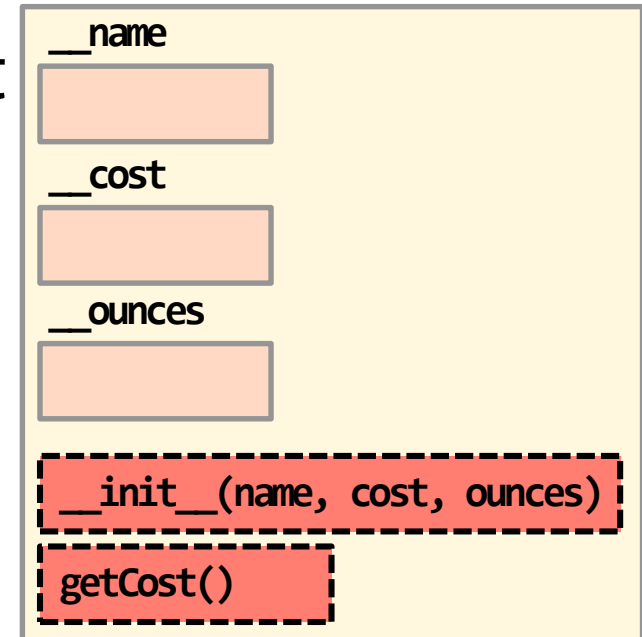 __name
__cost
__ounces
__init__(name, cost, ounces)
getCost()